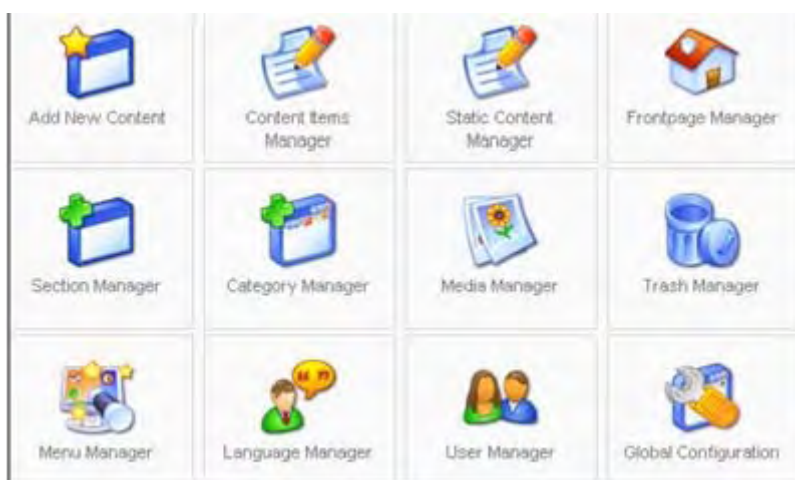 Add New Content
Content Items
Manager
Static Content
Manager
Frontpage Manager
Section Manager
Category Manager
Media Manager
Trash Manager
Menu Manager
Language Manager
User Manager
Global Configuration